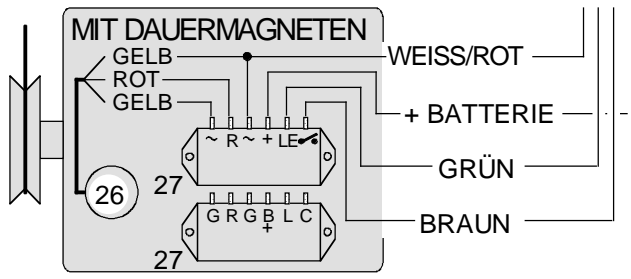 MIT DAUERMAGNETEN
GELB
WEISS/ROT
ROT
GELB
+ BATTERIE
~ R ~ + LE
GRÜN
26
27
G R G B+ L C
BRAUN
27